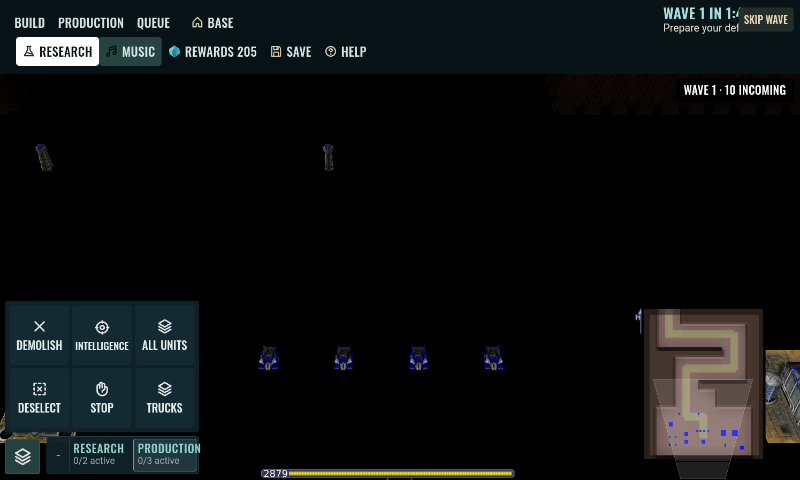 BUILD PRODUCTION QUEUE BASE
WAVE 1 IN 1:
Prepare your def
SKIP WAVE
RESEARCH MUSIC REWARDS 205 SAVE HELP
WAVE 1 · 10 INCOMING
DEMOLISH INTELLIGENCE ALL UNITS
DESELECT STOP TRUCKS
- RESEARCH PRODUCTION
0/2 active 0/3 active
2879